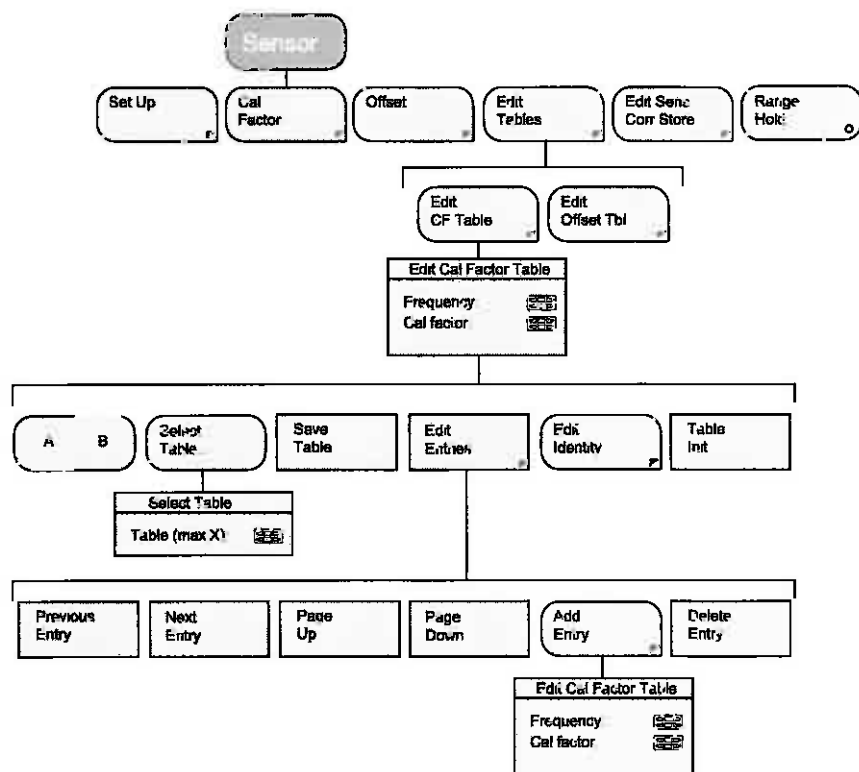 Sensor
Set Up
Cal
Factor
Offset
Edit
Tables
Edit Sens
Corr Store
Range
Hold
Edit
CF Table
Edit
Offset Tbl
Edit Cal Factor Table
Frequency
Cal factor
A B
Select
Table
Save
Table
Edit
Entries
Edit
Identity
Table
Init
Select Table
Table (max X)
Previous
Entry
Next
Entry
Page
Up
Page
Down
Add
Entry
Delete
Entry
Edit Cal Factor Table
Frequency
Cal factor